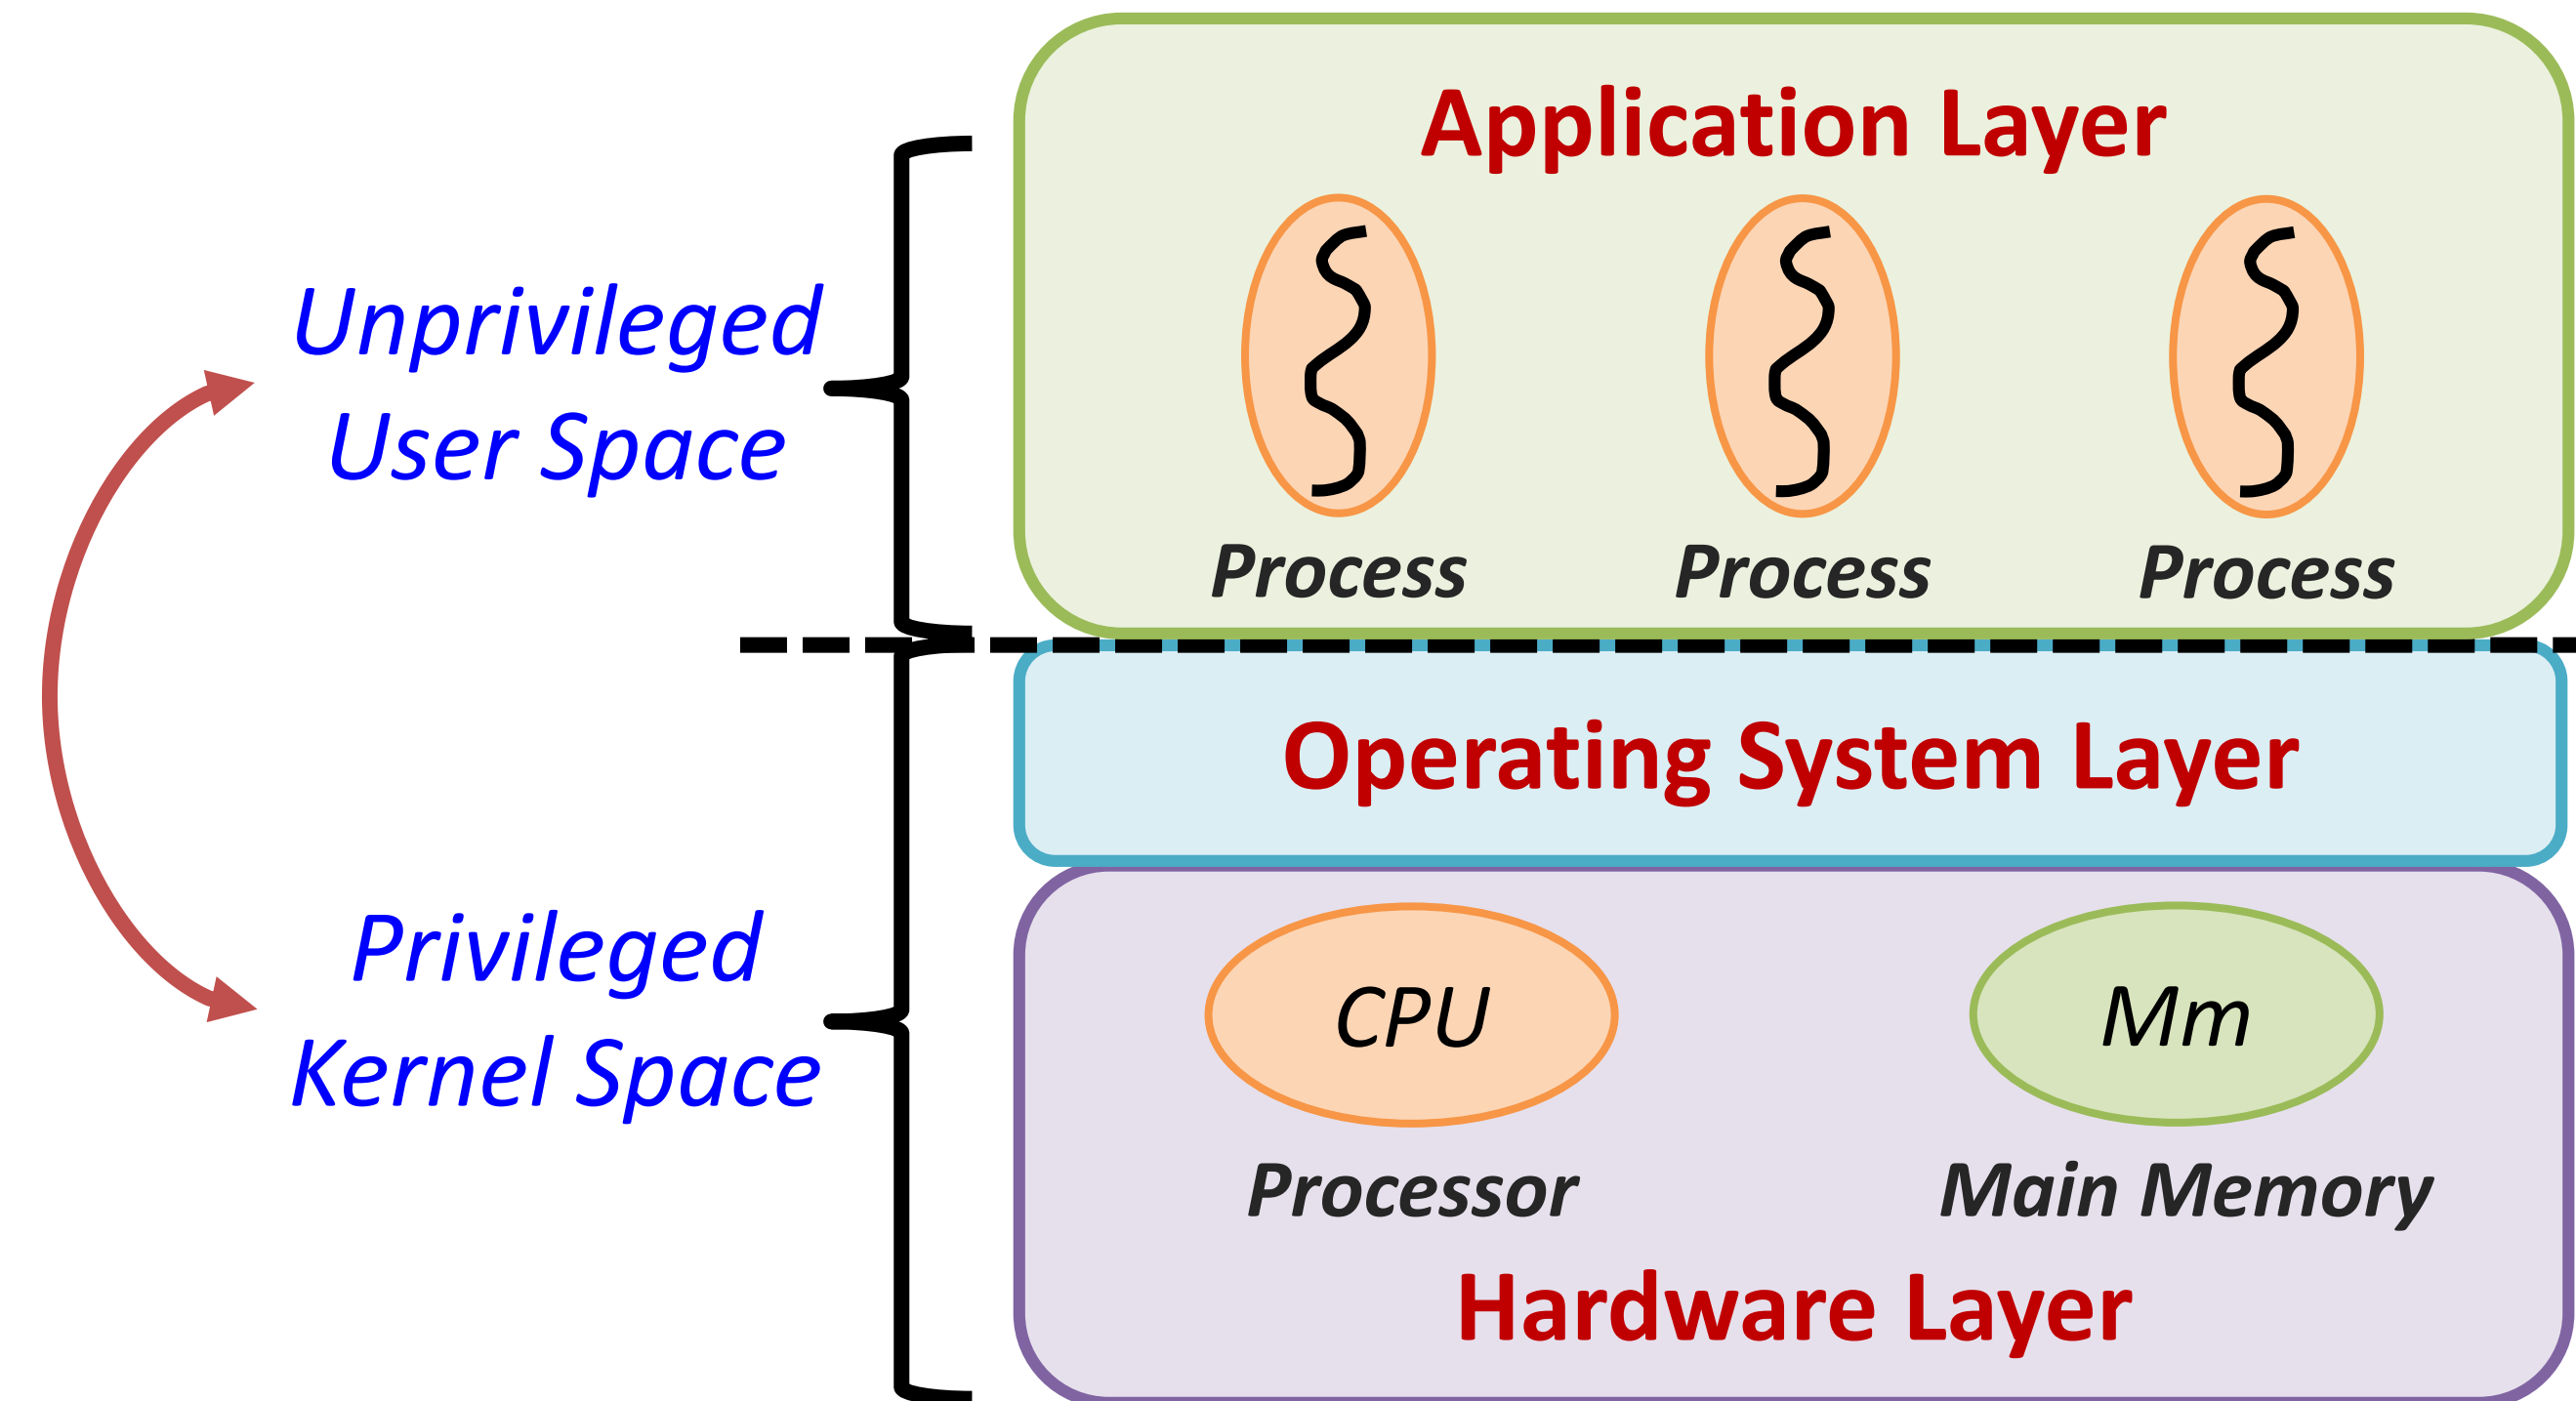 Application Layer
Process
Process
Process
Unprivileged
User Space
Operating System Layer
Privileged
Kernel Space
CPU
Mm
Processor
Main Memory
Hardware Layer